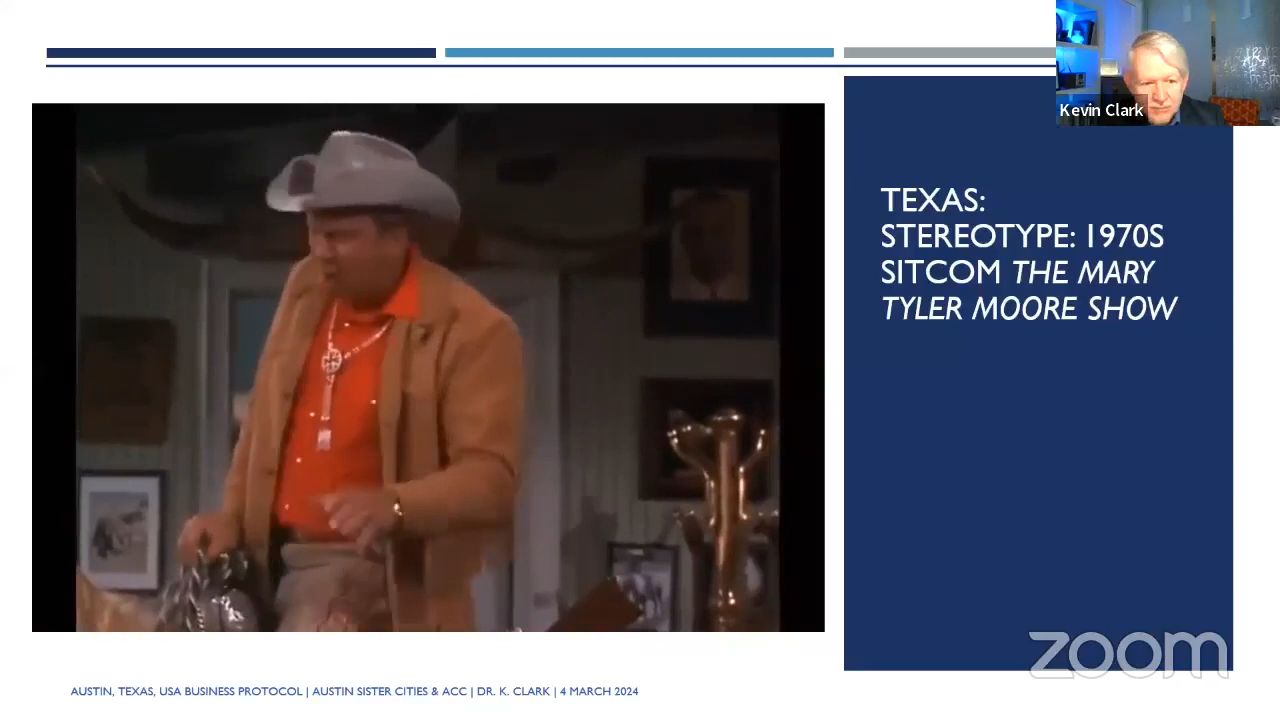 Kevin Clark
TEXAS:
STEREOTYPE: 1970S
SITCOM THE MARY
TYLER MOORE SHOW
zoom
AUSTIN, TEXAS, USA BUSINESS PROTOCOL | AUSTIN SISTER CITIES & ACC | DR. K. CLARK | 4 MARCH 2024